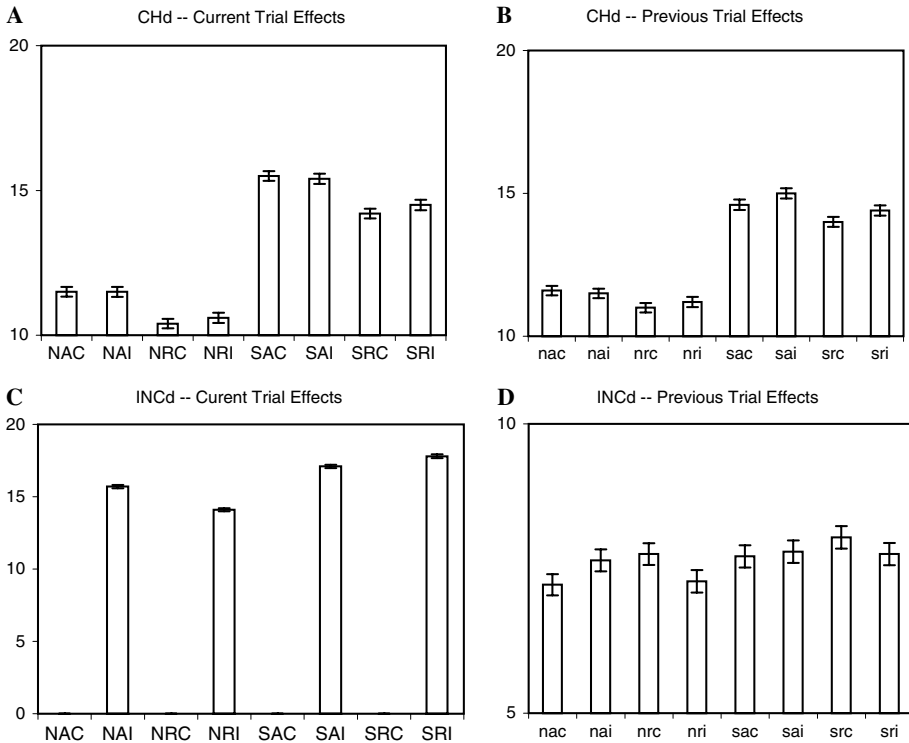 A
CHd -- Current Trial Effects
20
15
10
NAC NAI NRC NRI SAC SAI SRC SRI
B
CHd -- Previous Trial Effects
20
15
10
nac nai nrc nri sac sai src sri
C
INCd -- Curent Trial Effects
20
15
10
5
0
NAC NAI NRC NRI SAC SAI SRC SRI
D
INCd -- Previous Trial Effects
10
5
nac nai nrc nri sac sai src sri